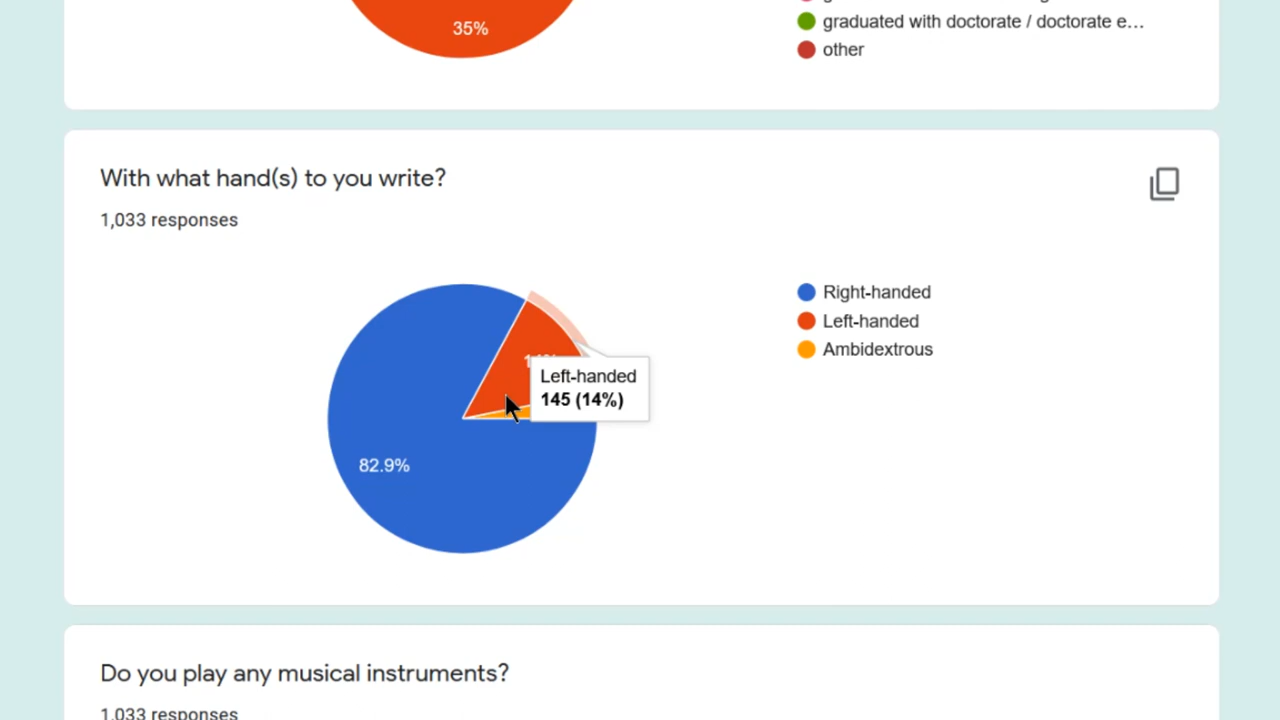 35%
graduated with doctorate / doctorate e...
other
With what hand(s) to you write?
1,033 responses
Right-handed
Left-handed
Ambidextrous
Left-handed
145 (14%)
82.9%
Do you play any musical instruments?
1,033 responses